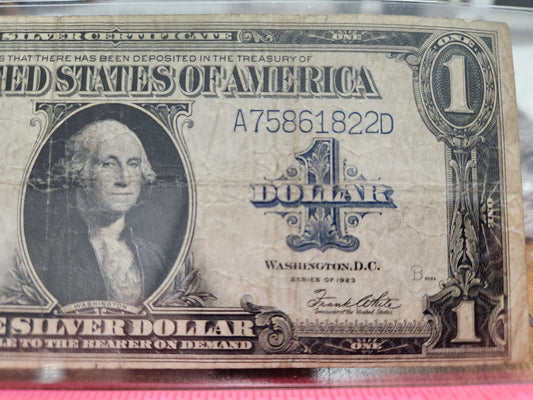 SILVER CERTIFICATE
ONE
S THAT THERE HAS BEEN DEPOSITED IN THE TREASURY OF
ED STATES OF AMERICA
1
A75861822D
1
DOLLAR
ONE
WASHINGTON, D.C.
SERIES OF 1923
B
Frank White
Treasurer of the United States
WASHINGTON
E SILVER DOLLAR
1
LE TO THE BEARER ON DEMAND
ONE